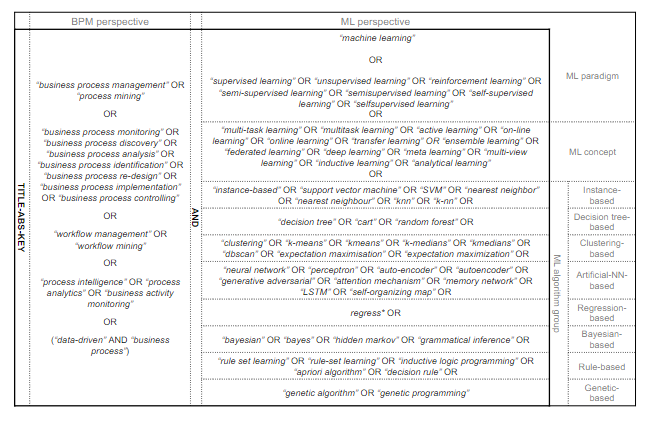 BPM perspective
ML perspective
TITLE-ABS-KEY
“business process management” OR
“process mining”
OR
“business process monitoring” OR
“business process discovery” OR
“business process analysis” OR
“business process identification” OR
“business process re-design” OR
“business process implementation”
OR “business process controlling”
OR
“workflow management” OR
“workflow mining”
OR
“process intelligence” OR “process
analytics” OR “business activity
monitoring”
OR
(“data-driven” AND “business
process”)
AND
“machine learning”
OR
“supervised learning” OR “unsupervised learning” OR “reinforcement learning” OR
“semi-supervised learning” OR “semisupervised learning” OR “self-supervised
learning” OR “selfsupervised learning”
OR
ML paradigm
“multi-task learning” OR “multitask learning” OR “active learning” OR “on-line
learning” OR “online learning” OR “transfer learning” OR “ensemble learning” OR
“federated learning” OR “deep learning” OR “meta learning” OR “multi-view
learning” OR “inductive learning” OR “analytical learning”
OR
ML concept
ML algorithm group
“instance-based” OR “support vector machine” OR “SVM” OR “nearest neighbor”
OR “nearest neighbour” OR “knn” OR “k-nn” OR
Instance-
based
“decision tree” OR “cart” OR “random forest” OR
Decision tree-
based
“clustering” OR “k-means” OR “kmeans” OR “k-medians” OR “kmedians” OR
“dbscan” OR “expectation maximisation” OR “expectation maximization” OR
Clustering-
based
“neural network” OR “perceptron” OR “auto-encoder” OR “autoencoder” OR
“generative adversarial” OR “attention mechanism” OR “memory network” OR
“LSTM” OR “self-organizing map” OR
Artificial-NN-
based
regress* OR
Regression-
based
“bayesian” OR “bayes” OR “hidden markov” OR “grammatical inference” OR
Bayesian-
based
“rule set learning” OR “rule-set learning” OR “inductive logic programming” OR
“apriori algorithm” OR “decision rule” OR
Rule-based
“genetic algorithm” OR “genetic programming”
Genetic-
based